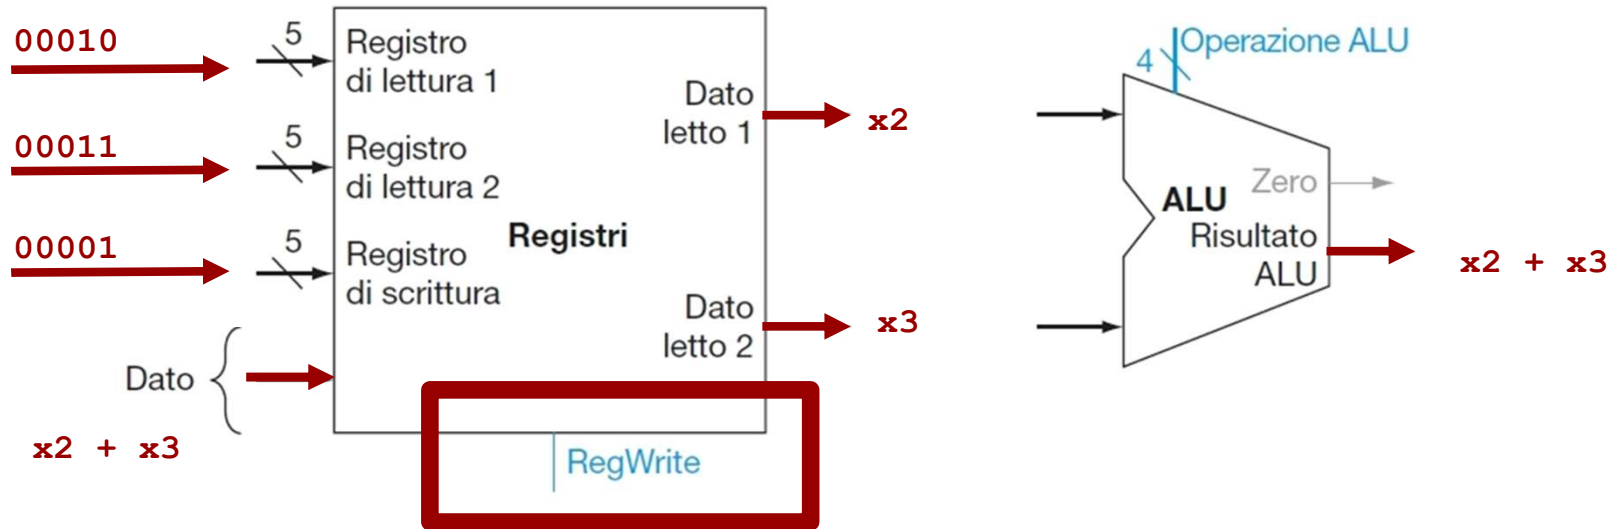 00010
5
Registro
di lettura 1
00011
5
Registro
di lettura 2
00001
5
Registro
di scrittura
Dato
x2 + x3
Registri
Dato
letto 1
x2
Dato
letto 2
x3
RegWrite
4
Operazione ALU
Zero
ALU
Risultato
ALU
x2 + x3